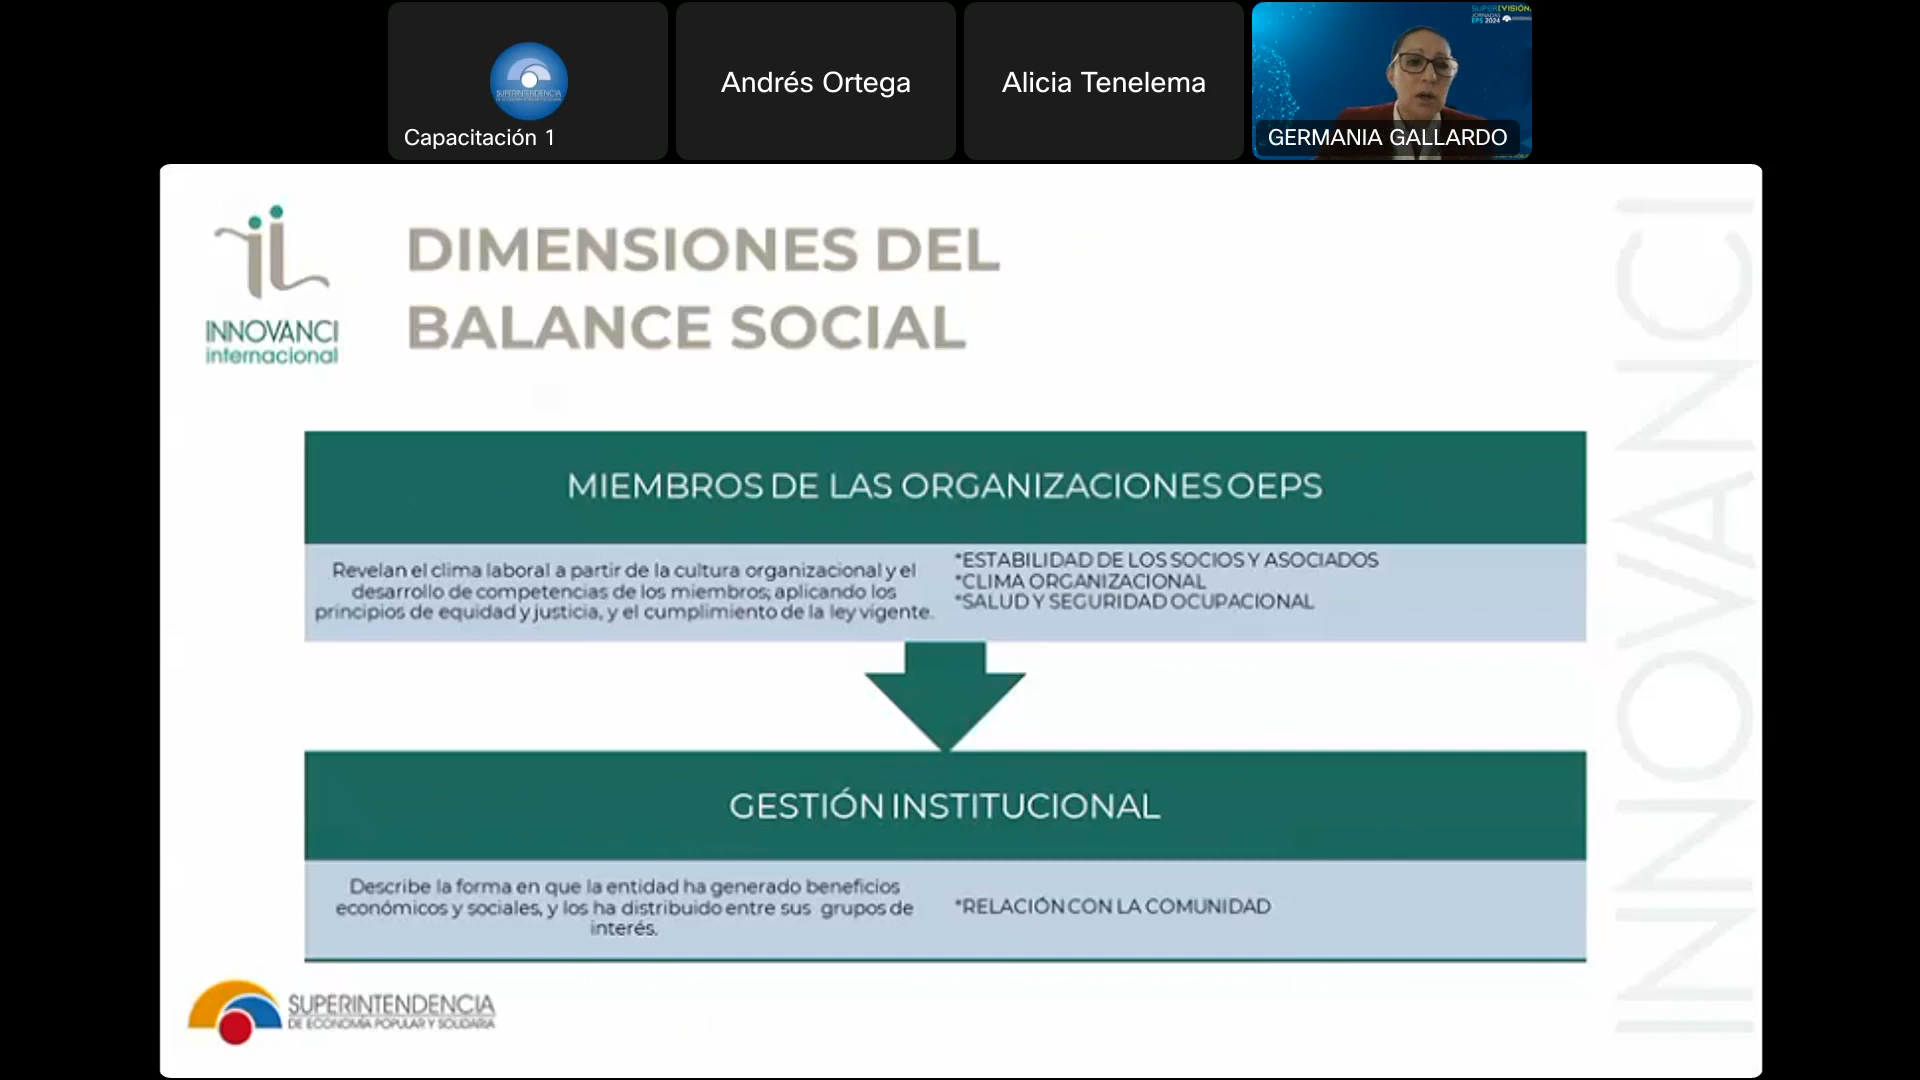 SUPERINTENDENCIA
Capacitación 1
Andrés Ortega
Alicia Tenelema
JORNADAS
EPS 2024
GERMANIA GALLARDO
INNOVANCI
internacional
DIMENSIONES DEL
BALANCE SOCIAL
MIEMBROS DE LAS ORGANIZACIONES OEPS
Revelan el clima laboral a partir de la cultura organizacional y el
desarrollo de competencias de los miembros; aplicando los
principios de equidad y justicia, y el cumplimiento de la ley vigente.
*ESTABILIDAD DE LOS SOCIOS Y ASOCIADOS
*CLIMA ORGANIZACIONAL
*SALUD Y SEGURIDAD OCUPACIONAL
GESTIÓN INSTITUCIONAL
Describe la forma en que la entidad ha generado beneficios
económicos y sociales, y los ha distribuido entre sus grupos de
interés.
*RELACIÓN CON LA COMUNIDAD
SUPERINTENDENCIA
DE ECONOMÍA POPULAR Y SOLIDARIA
INNOVANCI